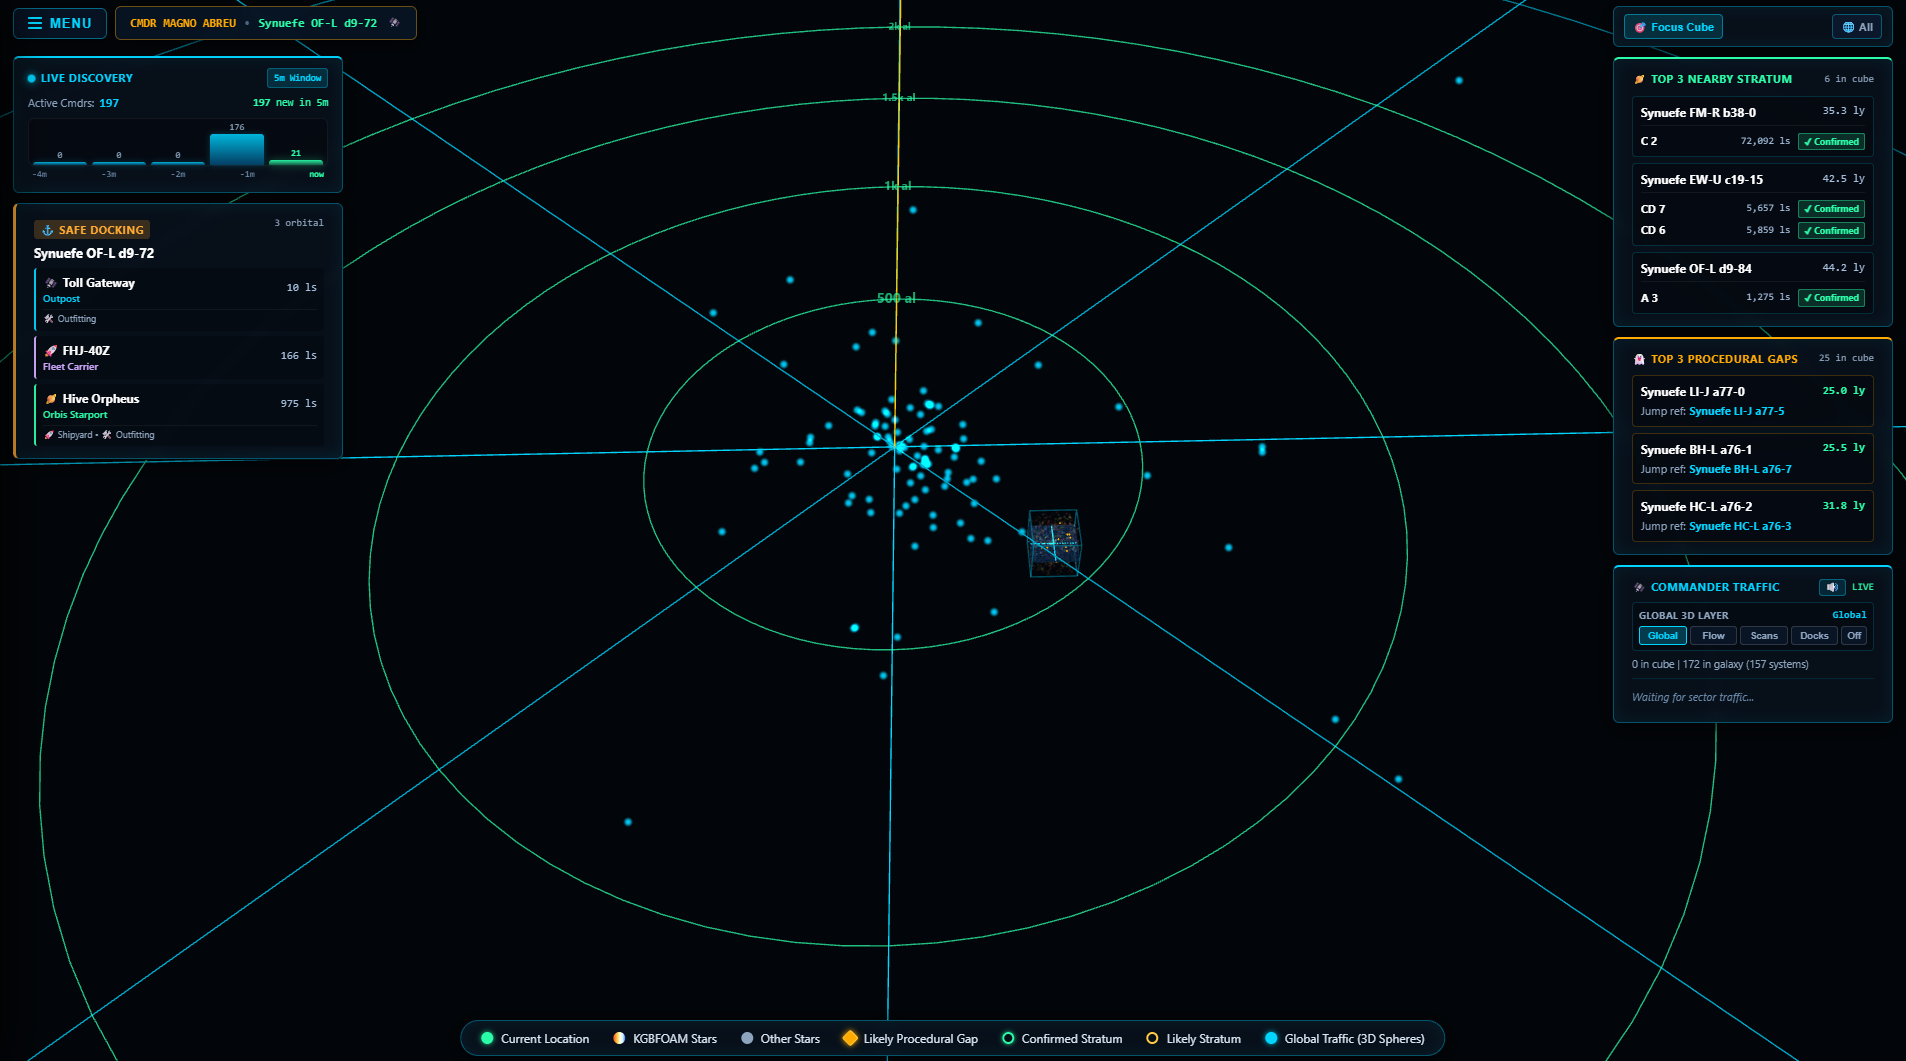 MENU
CMDR MAGNO ABREU • Synuefe OF-L d9-72
LIVE DISCOVERY
5m Window
Active Cmdrs: 197
197 new in 5m
0
0
0
176
21
-4m
-3m
-2m
-1m
now
SAFE DOCKING
3 orbital
Synuefe OF-L d9-72
Toll Gateway
10 ls
Outpost
Outfitting
FHJ-40Z
166 ls
Fleet Carrier
Hive Orpheus
975 ls
Orbis Starport
Shipyard • Outfitting
2k al
1.5k al
1k al
500 al
Focus Cube
All
TOP 3 NEARBY STRATUM
6 in cube
Synuefe FM-R b38-0
35.3 ly
C 2
72,092 ls
✓ Confirmed
Synuefe EW-U c19-15
42.5 ly
CD 7
5,657 ls
✓ Confirmed
CD 6
5,859 ls
✓ Confirmed
Synuefe OF-L d9-84
44.2 ly
A 3
1,275 ls
✓ Confirmed
TOP 3 PROCEDURAL GAPS
25 in cube
Synuefe LI-J a77-0
25.0 ly
Jump ref: Synuefe LI-J a77-5
Synuefe BH-L a76-1
25.5 ly
Jump ref: Synuefe BH-L a76-7
Synuefe HC-L a76-2
31.8 ly
Jump ref: Synuefe HC-L a76-3
COMMANDER TRAFFIC
LIVE
GLOBAL 3D LAYER
Global
Global
Flow
Scans
Docks
Off
0 in cube | 172 in galaxy (157 systems)
Waiting for sector traffic...
Current Location
KGBFOAM Stars
Other Stars
Likely Procedural Gap
Confirmed Stratum
Likely Stratum
Global Traffic (3D Spheres)